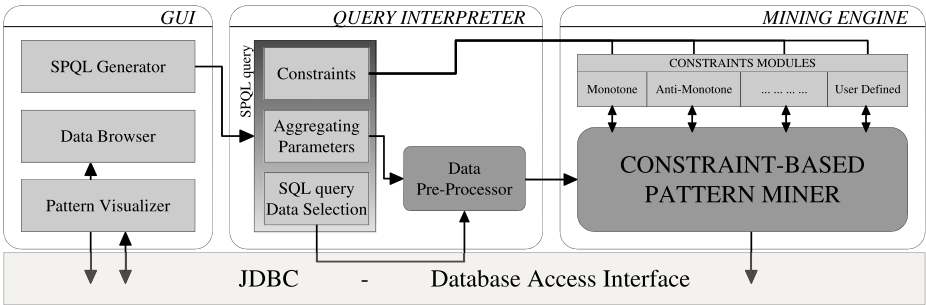 GUI
QUERY INTERPRETER
MINING ENGINE
SPQL Generator
Data Browser
Pattern Visualizer
SPQL query
Constraints
Aggregating
Parameters
SQL query
Data Selection
Data
Pre-Processor
CONSTRAINTS MODULES
Monotone
Anti-Monotone
... ... ... ...
User Defined
CONSTRAINT-BASED
PATTERN MINER
JDBC - Database Access Interface